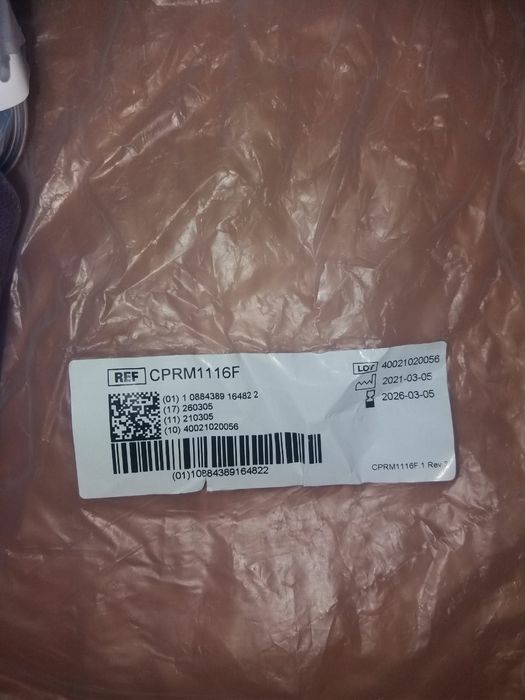 REF CPRM1116F
(01) 1 0884389 16482 2
(17) 260305
(11) 210305
(10) 40021020056
(01)10884389164822
LOT 40021020056
2021-03-05
2026-03-05
CPRM1116F.1 Rev